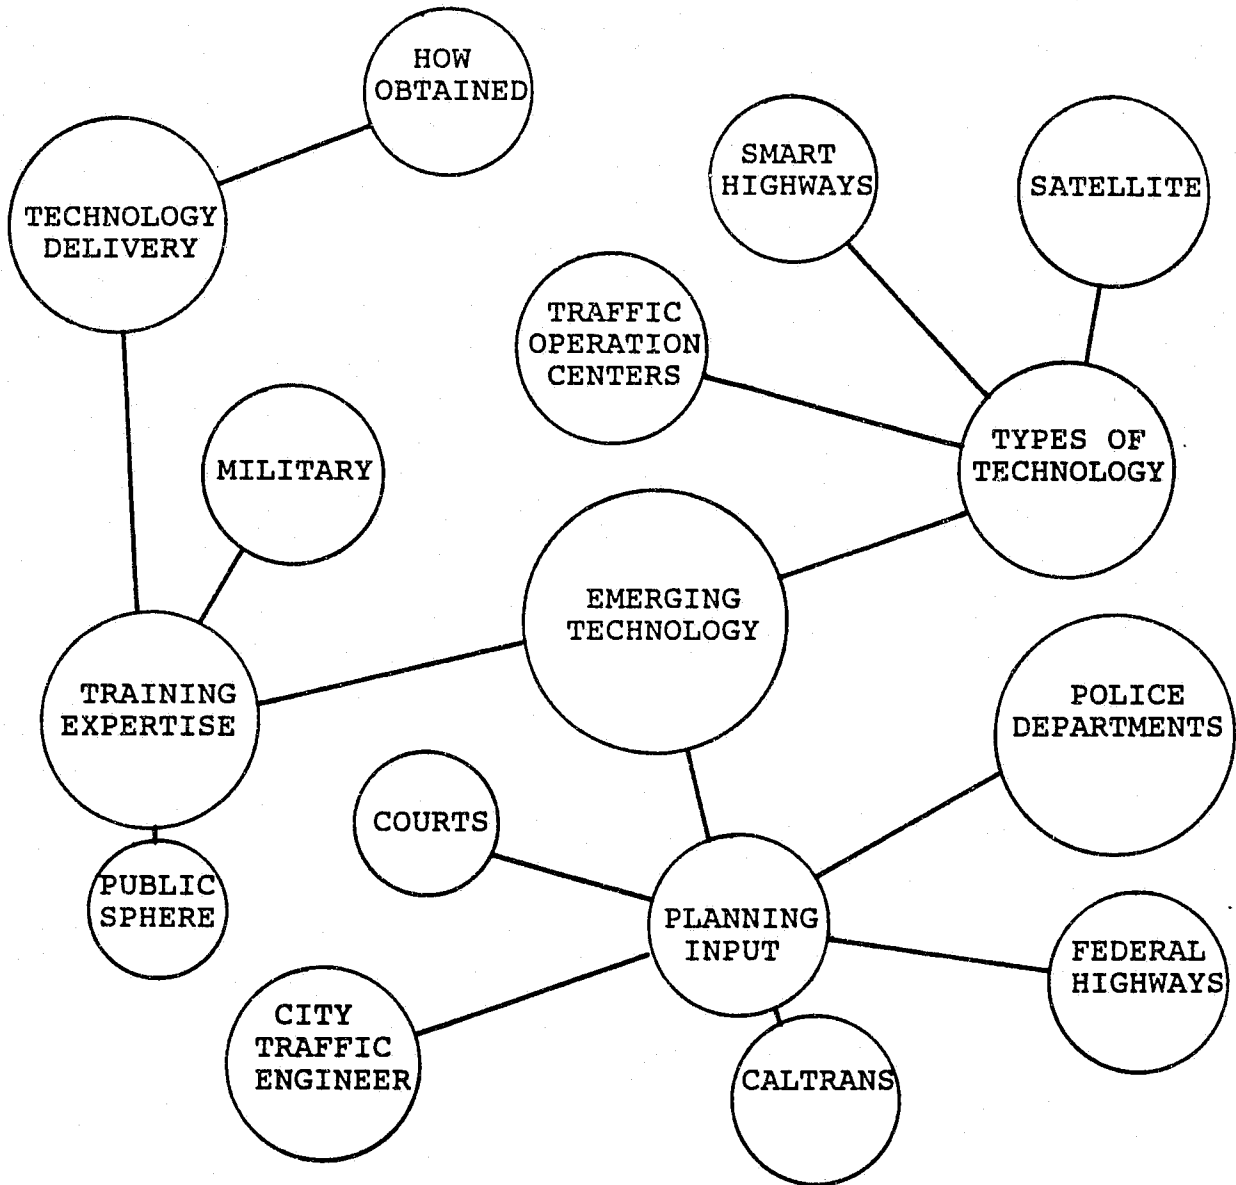 HOW
OBTAINED
SMART
HIGHWAYS
SATELLITE
TECHNOLOGY
DELIVERY
TRAFFIC
OPERATION
CENTERS
TYPES OF
TECHNOLOGY
MILITARY
EMERGING
TECHNOLOGY
TRAINING
EXPERTISE
POLICE
DEPARTMENTS
COURTS
PUBLIC
SPHERE
PLANNING
INPUT
FEDERAL
HIGHWAYS
CITY
TRAFFIC
ENGINEER
CALTRANS